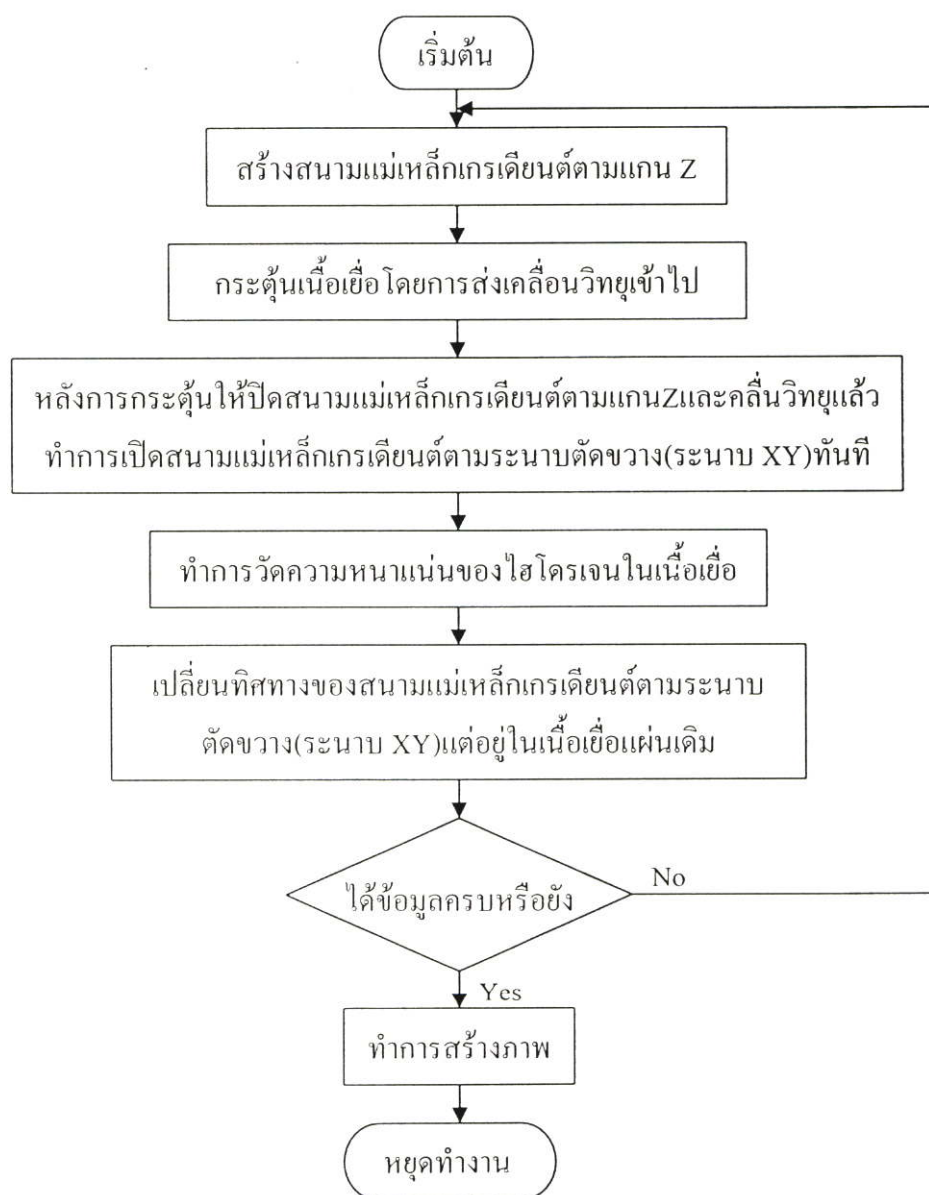 เริ่มต้น
สร้างสนามแม่เหล็กเกรเดียนต์ตามแกน Z
กระตุ้นเนื้อเยื่อโดยการส่งเคลื่อนวิทยุเข้าไป
หลังการกระตุ้นให้ปิดสนามแม่เหล็กเกรเดียนต์ตามแกนZและคลื่นวิทยุแล้ว
ทำการเปิดสนามแม่เหล็กเกรเดียนต์ตามระนาบตัดขวาง(ระนาบ XY)ทันที
ทำการวัดความหนาแน่นของไฮโดรเจนในเนื้อเยื่อ
เปลี่ยนทิศทางของสนามแม่เหล็กเกรเดียนต์ตามระนาบ
ตัดขวาง(ระนาบ XY)แต่อยู่ในเนื้อเยื่อแผ่นเดิม
ได้ข้อมูลครบหรือยัง
No
Yes
ทำการสร้างภาพ
หยุดทำงาน